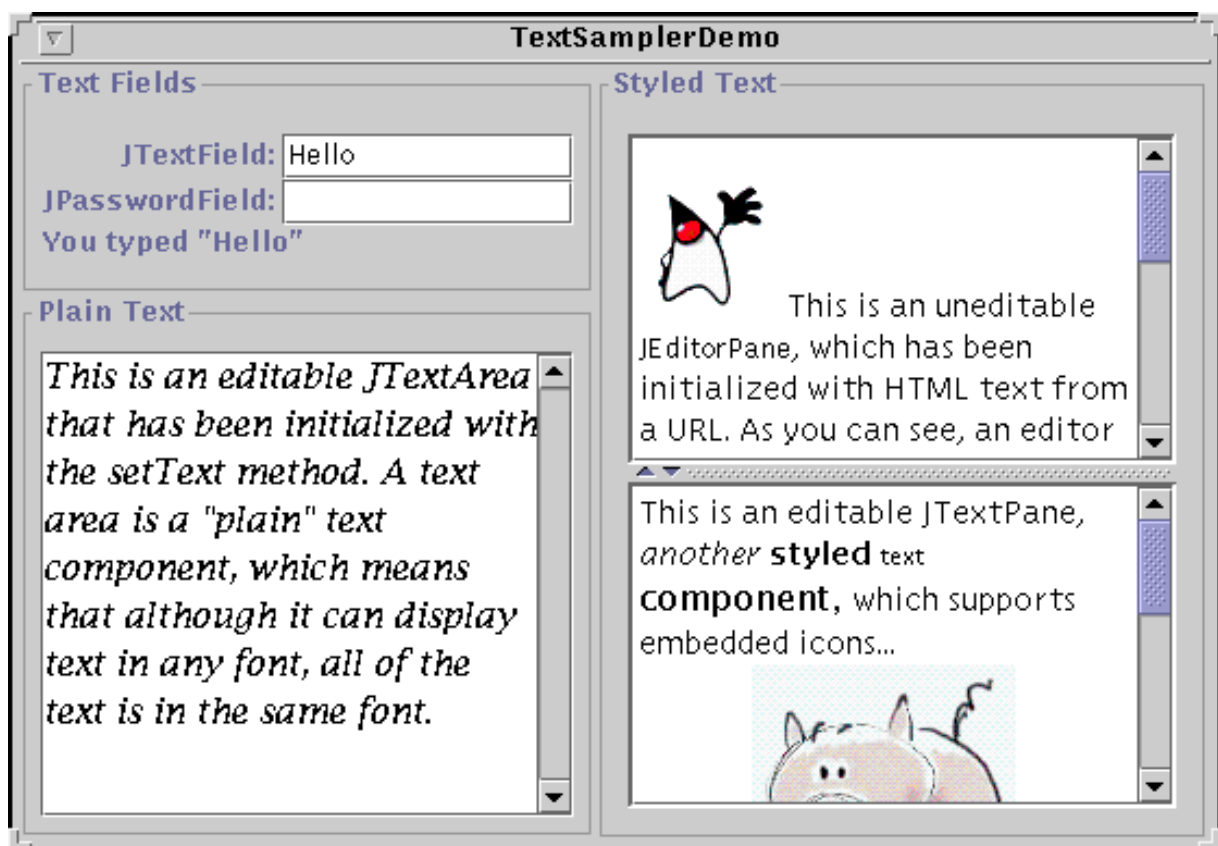 TextSamplerDemo
Text Fields
JTextField: Hello
JPasswordField:
You typed "Hello"
Plain Text
This is an editable JTextArea
that has been initialized with
the setText method. A text
area is a "plain" text
component, which means
that although it can display
text in any font, all of the
text is in the same font.
Styled Text
This is an uneditable
JEditorPane, which has been
initialized with HTML text from
a URL. As you can see, an editor
This is an editable JTextPane,
another styled text
component, which supports
embedded icons...